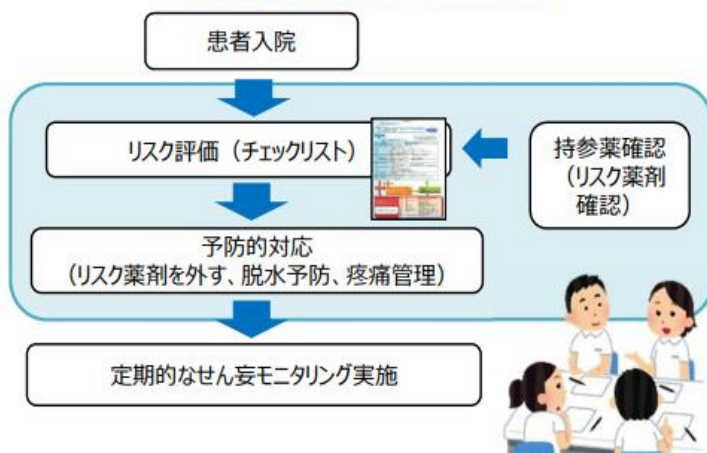 患者入院
リスク評価（チェックリスト）
持参薬確認
（リスク薬剤
確認）
予防的対応
（リスク薬剤を外す、脱水予防、疼痛管理）
定期的なせん妄モニタリング実施